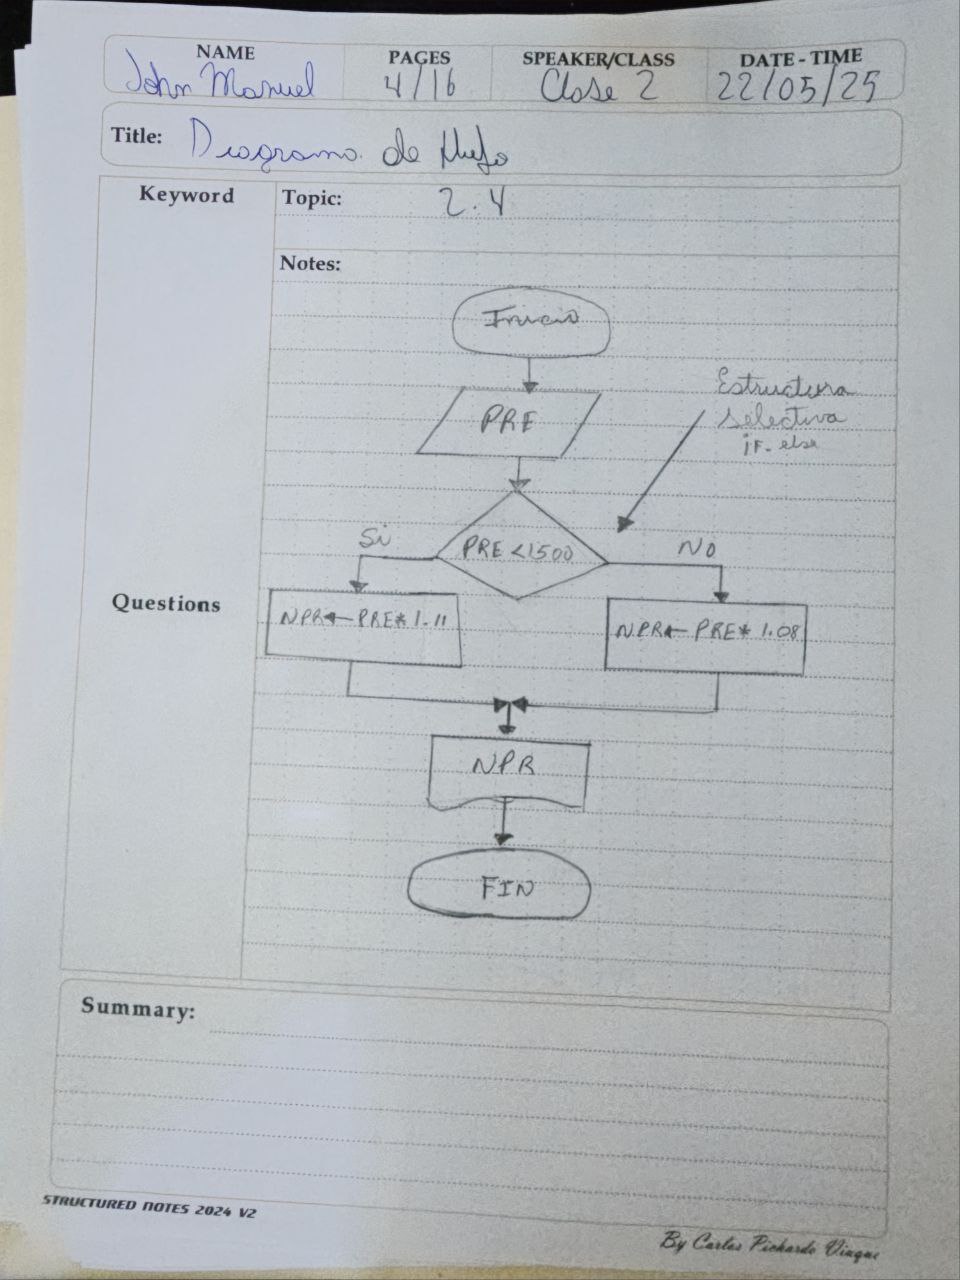 NAME
PAGES
SPEAKER/CLASS
DATE - TIME
John Manuel
4/16
Clase 2
22/05/25
Title: Diagrama de flujo
Keyword
Topic: 2.4
Notes:
Inicio
Estructura
selectiva
if-else
PRE
Si
PRE <1500
No
Questions
NPR← PRE* 1.11
NPR← PRE* 1.08
NPR
FIN
Summary:
STRUCTURED NOTES 2024 V2
By Carlos Pichardo Viuque